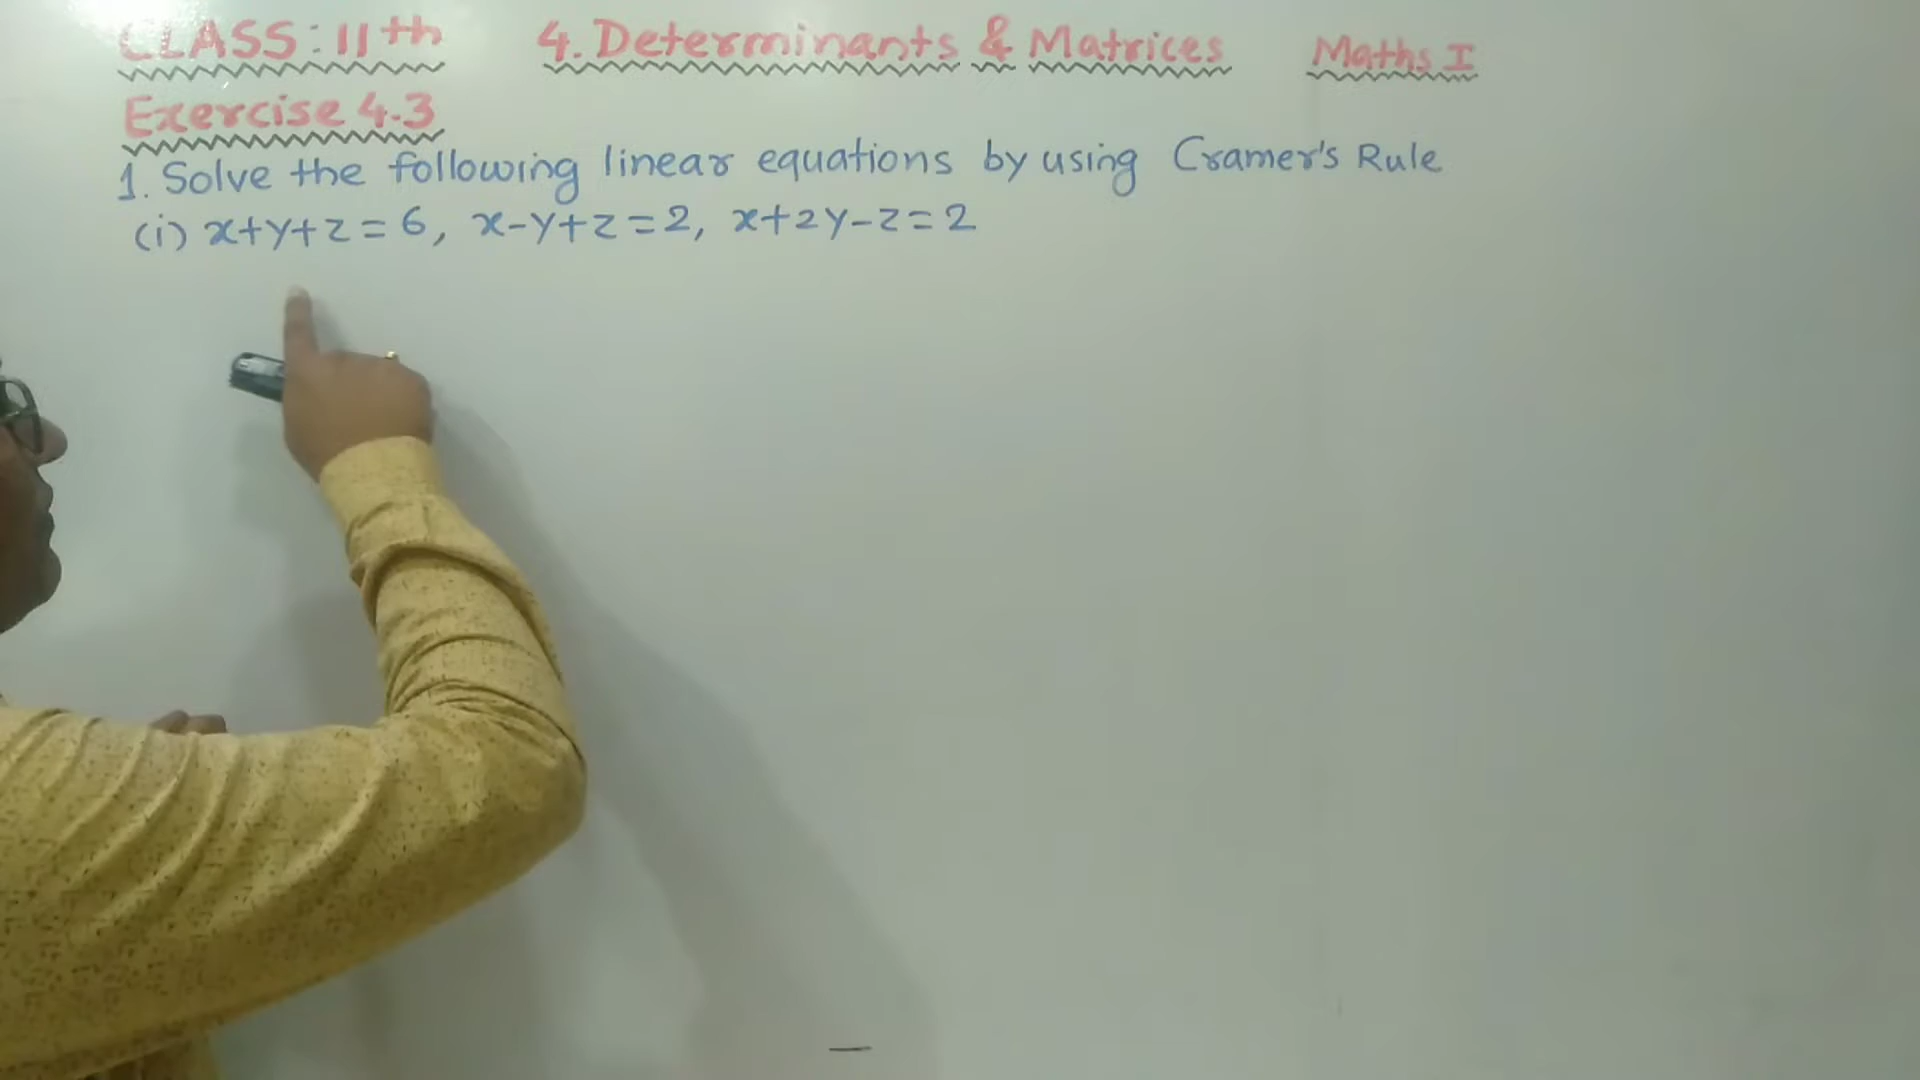 CLASS: 11th 4. Determinants & Matrices Maths I
Exercise 4.3
1. Solve the following linear equations by using Cramer's Rule
(i) x+y+z=6, x-y+z=2, x+2y-z=2